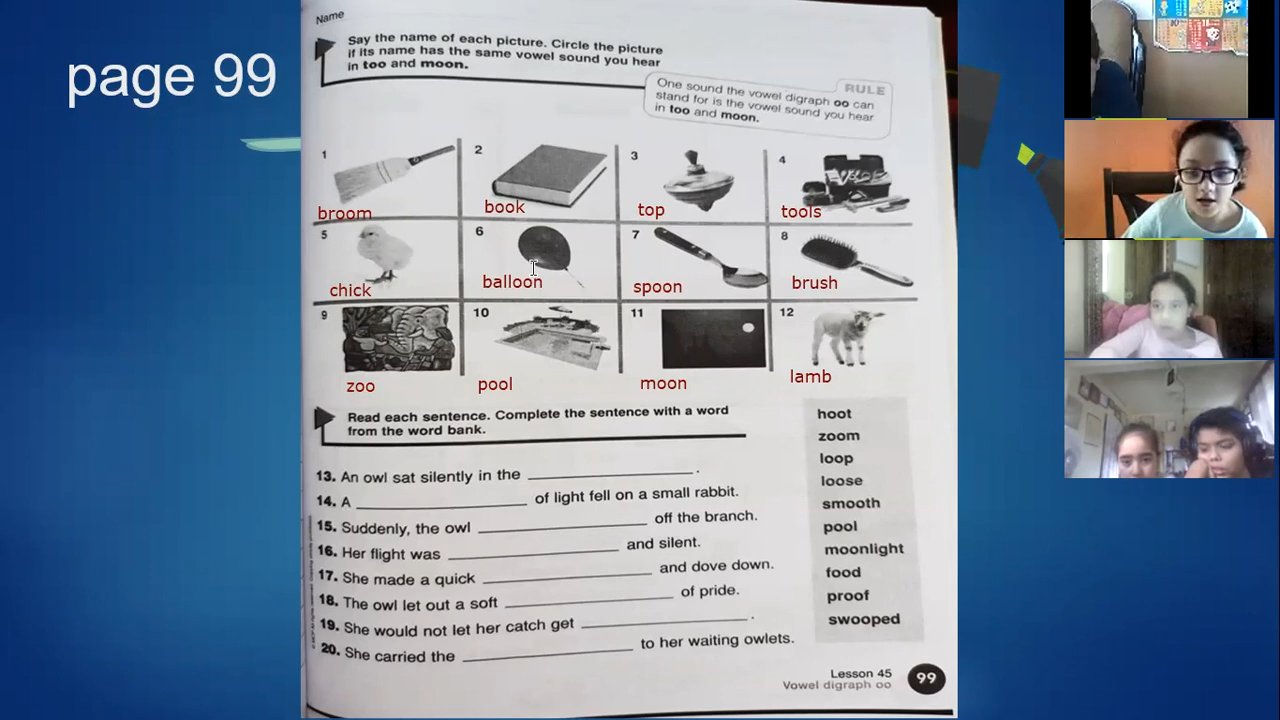 page 99
Name
Say the name of each picture. Circle the picture
if its name has the same vowel sound you hear
in too and moon.
RULE
One sound the vowel digraph oo can
stand for is the vowel sound you hear
in too and moon.
1
broom
2
book
3
top
4
tools
5
chick
6
balloon
7
spoon
8
brush
9
zoo
10
pool
11
moon
12
lamb
Read each sentence. Complete the sentence with a word
from the word bank.
13. An owl sat silently in the ____________________ .
14. A ____________________ of light fell on a small rabbit.
15. Suddenly, the owl ____________________ off the branch.
16. Her flight was ____________________ and silent.
17. She made a quick ____________________ and dove down.
18. The owl let out a soft ____________________ of pride.
19. She would not let her catch get ____________________ .
20. She carried the ____________________ to her waiting owlets.
hoot
zoom
loop
loose
smooth
pool
moonlight
food
proof
swooped
Lesson 45
Vowel digraph oo
99